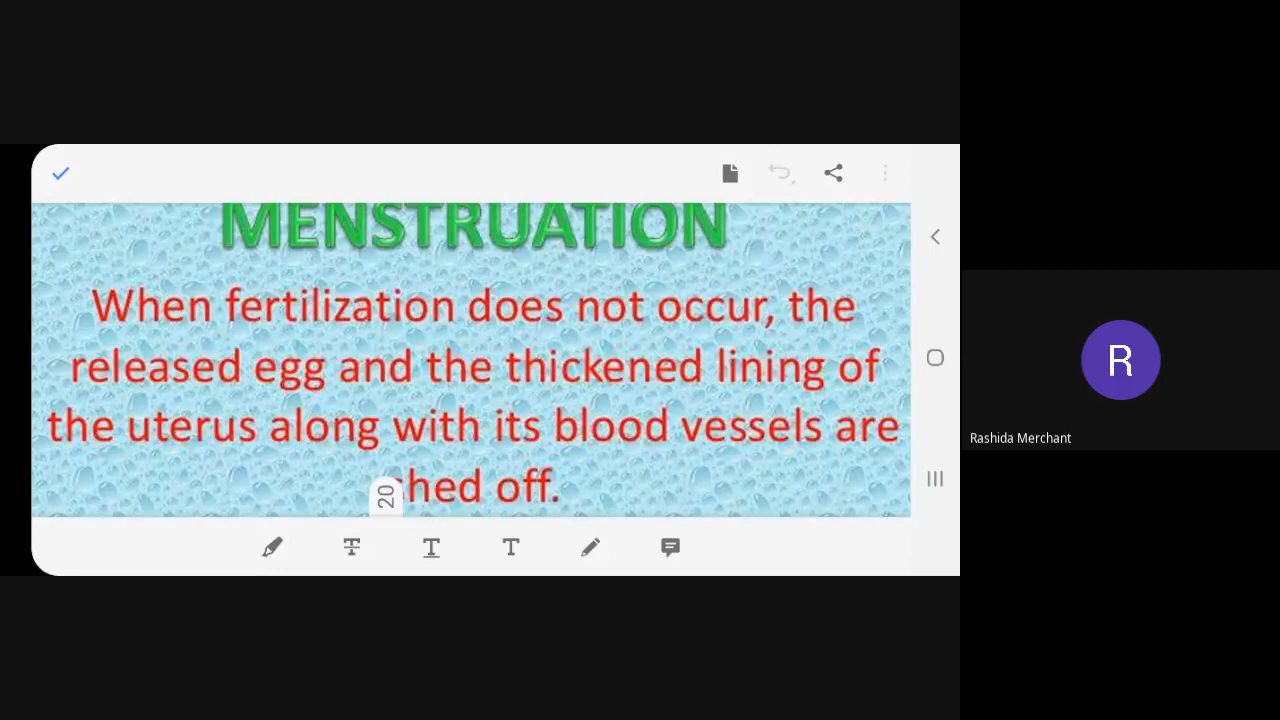 MENSTRUATION
When fertilization does not occur, the
released egg and the thickened lining of
the uterus along with its blood vessels are
shed off.
20
T
T
T
R
Rashida Merchant